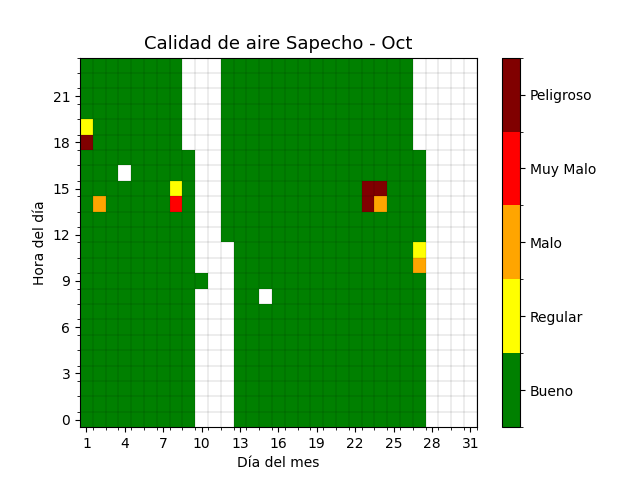 Calidad de aire Sapecho - Oct
Hora del día
21
18
15
12
9
6
3
0
1 4 7 10 13 16 19 22 25 28 31
Día del mes
Peligroso
Muy Malo
Malo
Regular
Bueno